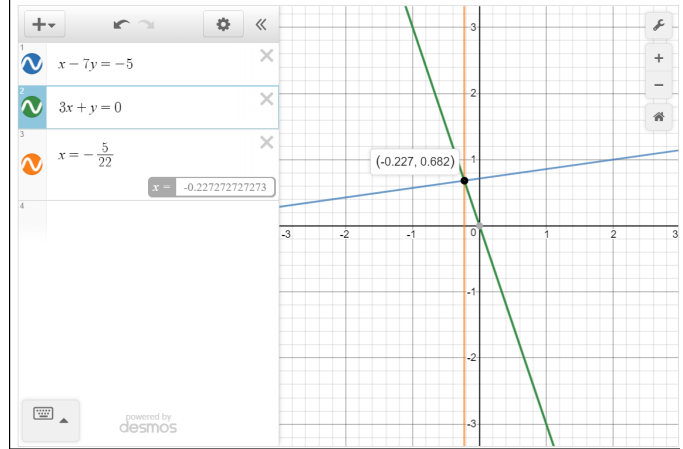 1
x − 7y = −5
2
3x + y = 0
3
x = − 5/22
x = -0.227272727273
4
powered by
desmos
(-0.227, 0.682)
3
2
1
-3 -2 -1 0 1 2 3
-1
-2
-3